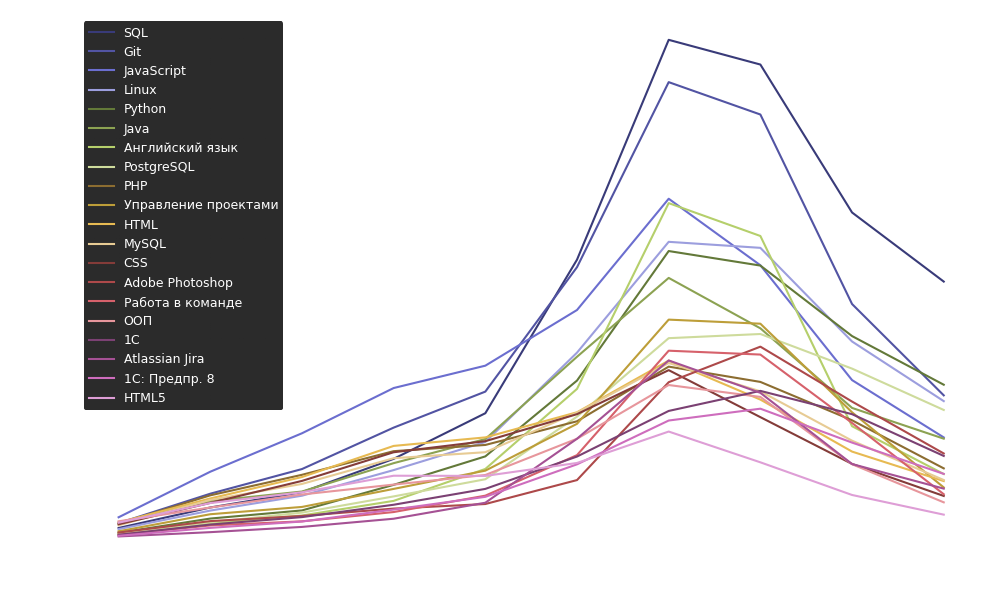 SQL
Git
JavaScript
Linux
Python
Java
Английский язык
PostgreSQL
PHP
Управление проектами
HTML
MySQL
CSS
Adobe Photoshop
Работа в команде
ООП
1С
Atlassian Jira
1С: Предпр. 8
HTML5